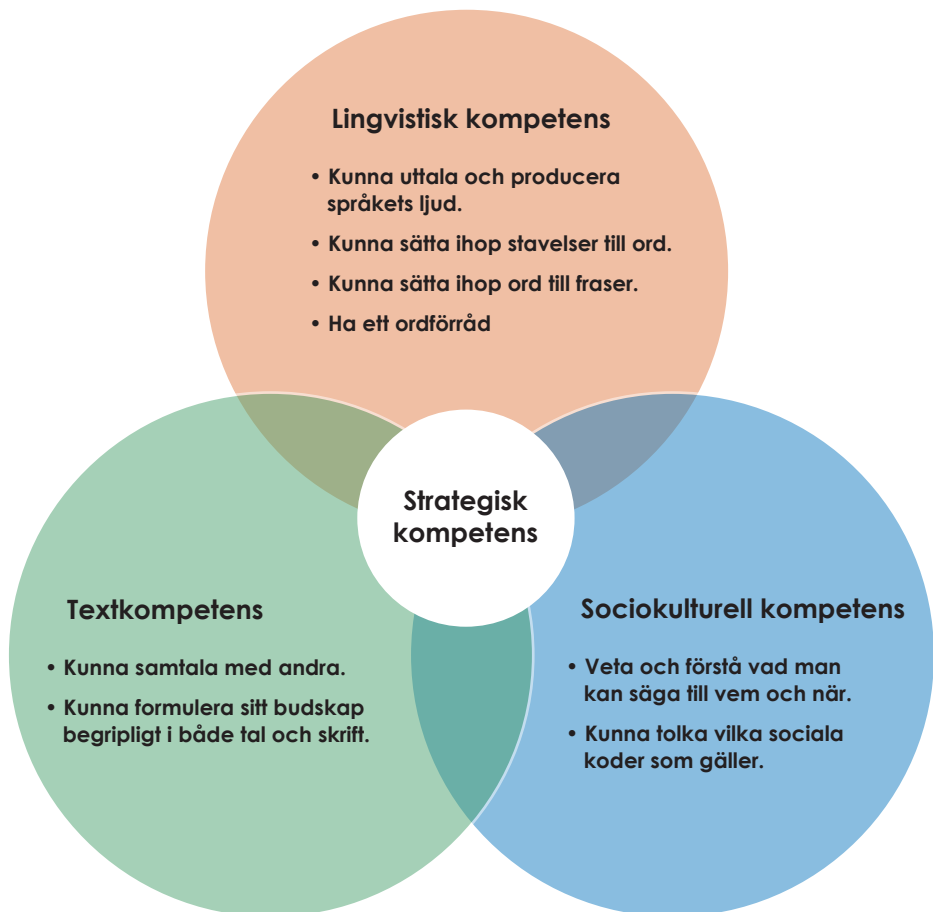 Lingvistisk kompetens
• Kunna uttala och producera
språkets ljud.
• Kunna sätta ihop stavelser till ord.
• Kunna sätta ihop ord till fraser.
• Ha ett ordförråd
Strategisk
kompetens
Textkompetens
• Kunna samtala med andra.
• Kunna formulera sitt budskap
begripligt i både tal och skrift.
Sociokulturell kompetens
• Veta och förstå vad man
kan säga till vem och när.
• Kunna tolka vilka sociala
koder som gäller.